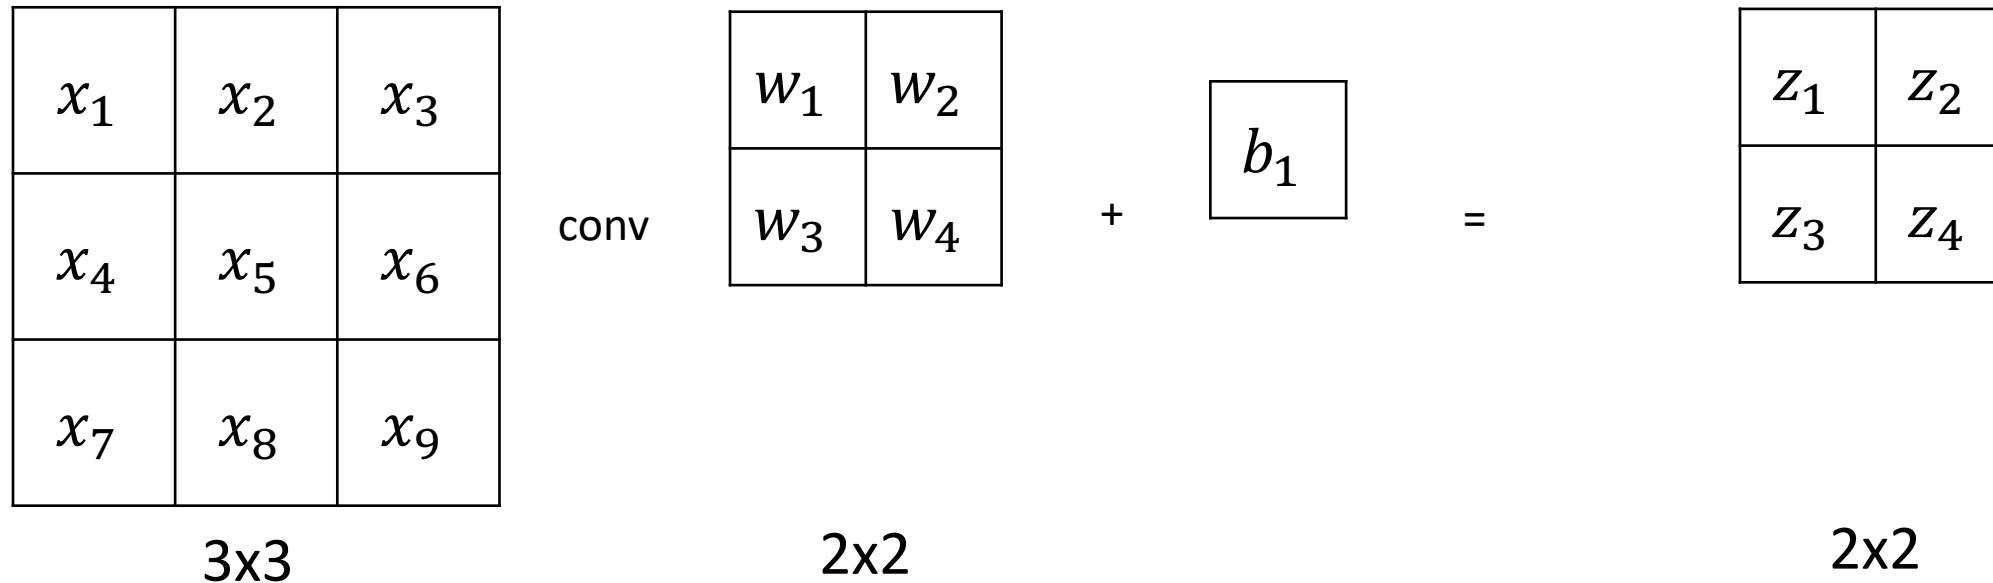 x₁ x₂ x₃ w₁ w₂ z₁ z₂
b₁
x₄ x₅ x₆ conv w₃ w₄ + = z₃ z₄
x₇ x₈ x₉
3x3 2x2 2x2